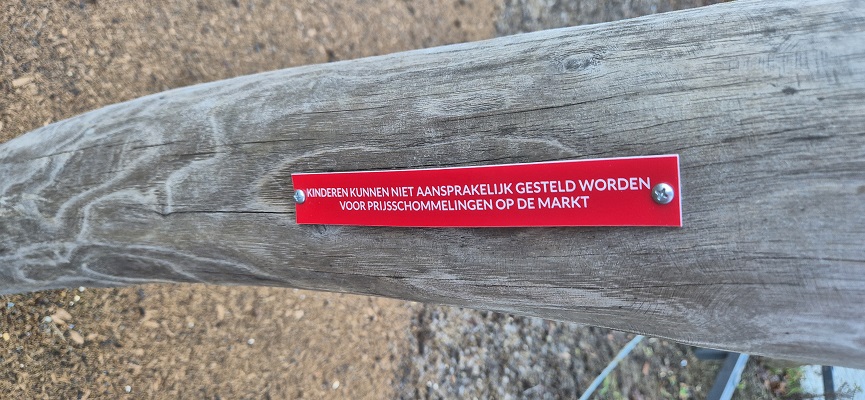 KINDEREN KUNNEN NIET AANSPRAKELIJK GESTELD WORDEN
VOOR PRIJSSCHOMMELINGEN OP DE MARKT